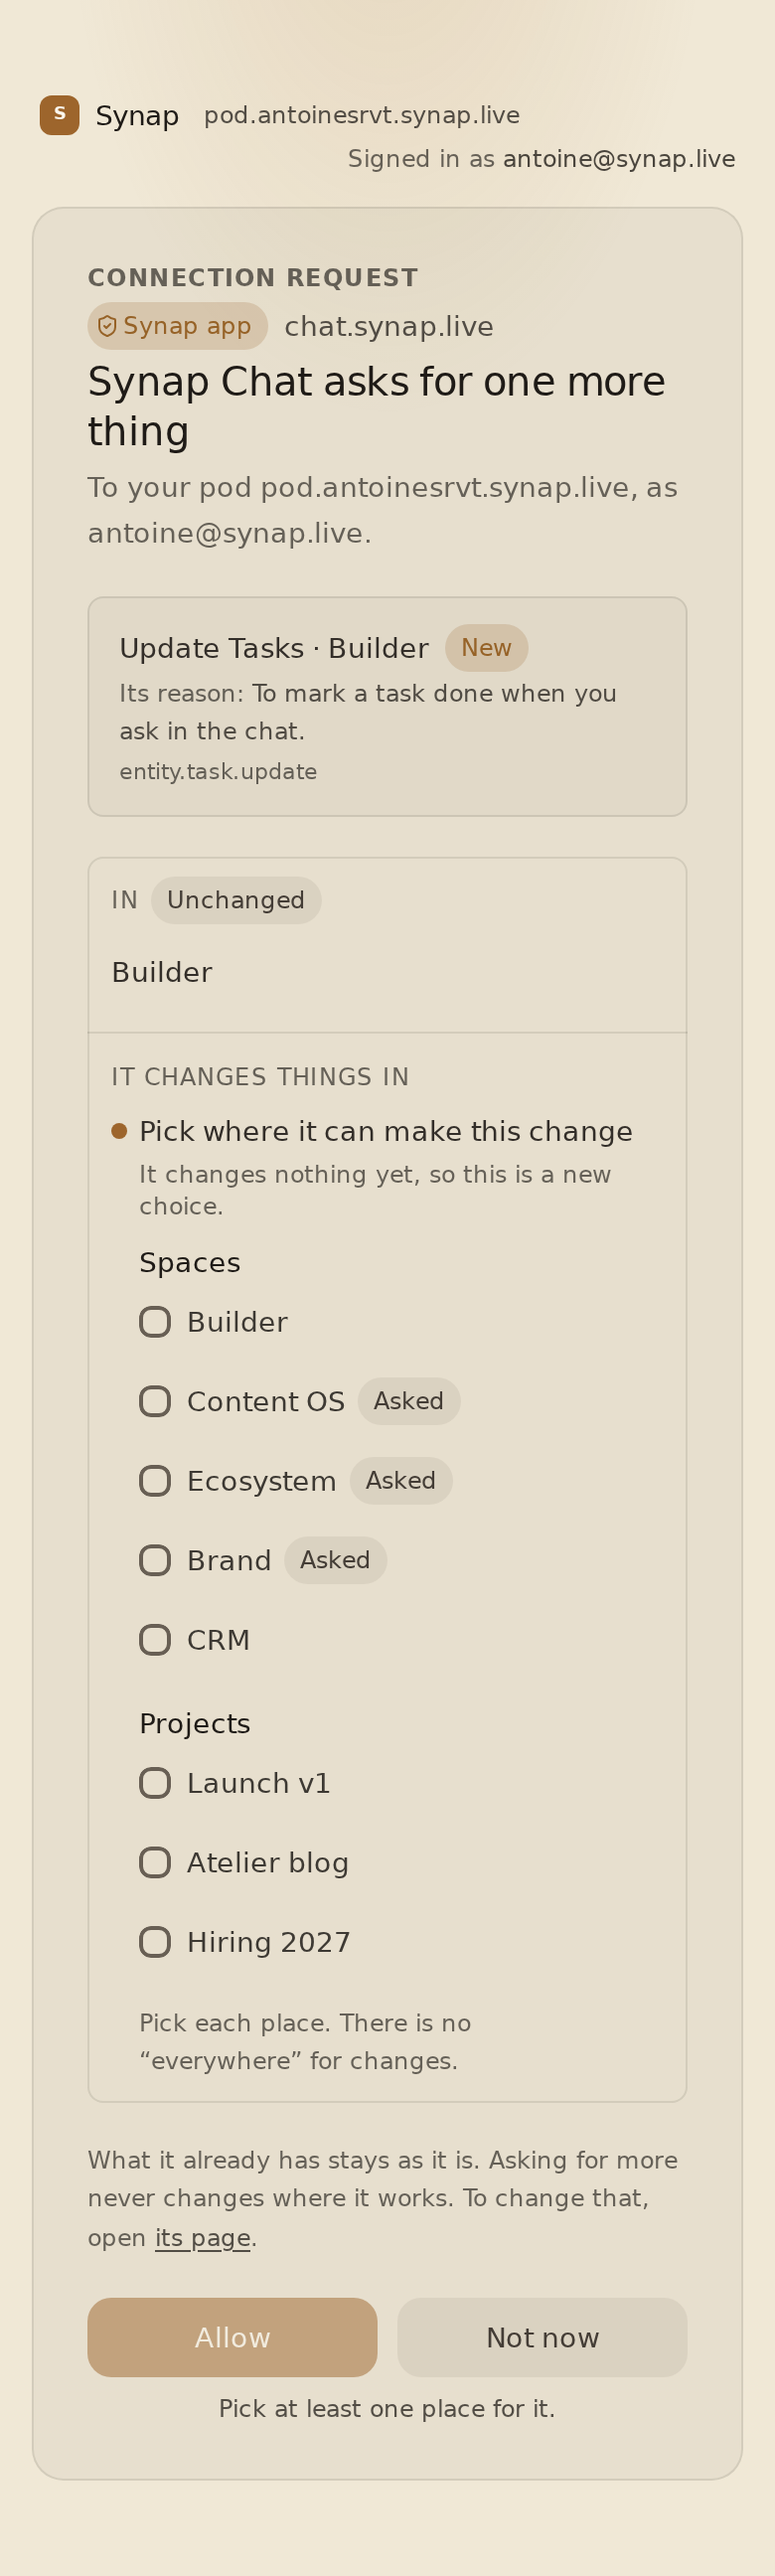 S Synap pod.antoinesrvt.synap.live
Signed in as antoine@synap.live
CONNECTION REQUEST
Synap app chat.synap.live
Synap Chat asks for one more
thing
To your pod pod.antoinesrvt.synap.live, as
antoine@synap.live.
Update Tasks · Builder New
Its reason: To mark a task done when you
ask in the chat.
entity.task.update
IN Unchanged
Builder
IT CHANGES THINGS IN
Pick where it can make this change
It changes nothing yet, so this is a new
choice.
Spaces
Builder
Content OS Asked
Ecosystem Asked
Brand Asked
CRM
Projects
Launch v1
Atelier blog
Hiring 2027
Pick each place. There is no
“everywhere” for changes.
What it already has stays as it is. Asking for more
never changes where it works. To change that,
open its page.
Allow Not now
Pick at least one place for it.